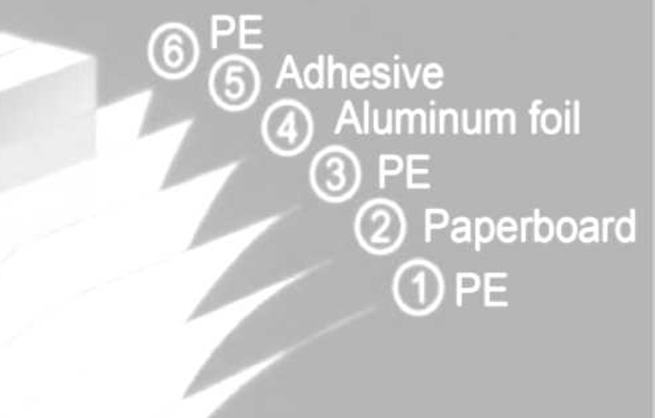 ⑥ PE
⑤ Adhesive
④ Aluminum foil
③ PE
② Paperboard
① PE